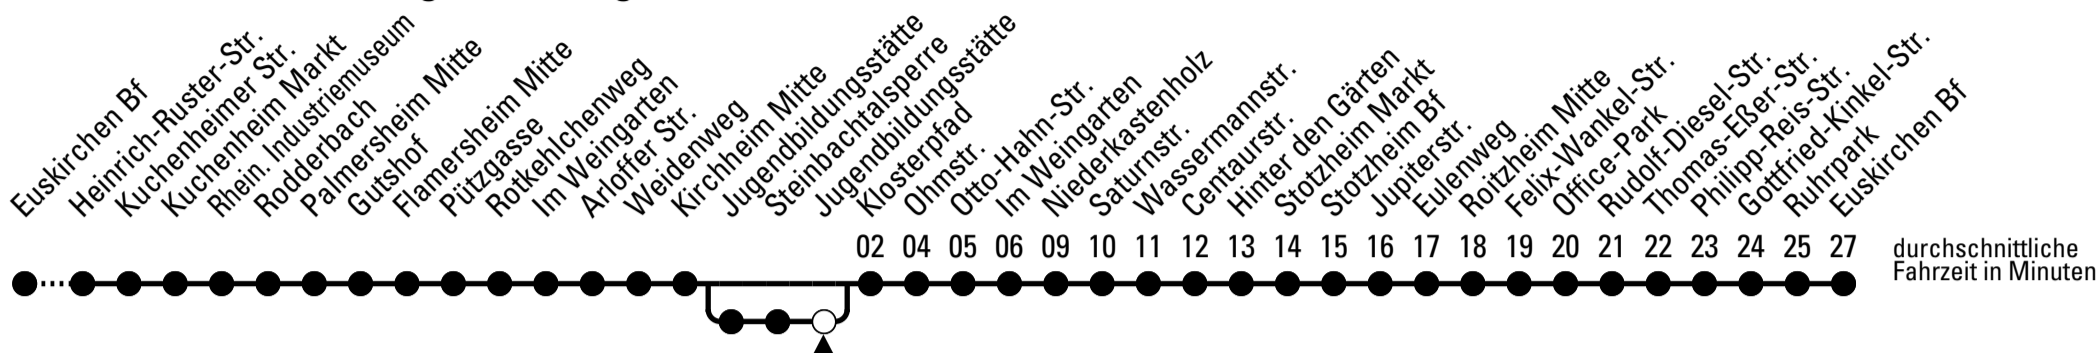 Euskirchen Bf
Heinrich-Ruster-Str.
Kuchenheimer Str.
Kuchenheim Markt
Rhein. Industriemuseum
Rodderbach
Palmersheim Mitte
Gutshof
Flamersheim Mitte
Pützgasse
Rotkehlchenweg
Im Weingarten
Arloffer Str.
Weidenweg
Kirchheim Mitte
Jugendbildungsstätte
Steinbachtalsperre
Jugendbildungsstätte
Klosterpfad
Ohmstr.
Otto-Hahn-Str.
Im Weingarten
Niederkastenholz
Saturnstr.
Wassermannstr.
Centaurstr.
Hinter den Gärten
Stotzheim Markt
Stotzheim Bf
Jupiterstr.
Eulenweg
Roitzheim Mitte
Felix-Wankel-Str.
Office-Park
Rudolf-Diesel-Str.
Thomas-Eßer-Str.
Philipp-Reis-Str.
Gottfried-Kinkel-Str.
Ruhrpark
Euskirchen Bf
02 04 05 06 09 10 11 12 13 14 15 16 17 18 19 20 21 22 23 24 25 27
durchschnittliche
Fahrzeit in Minuten